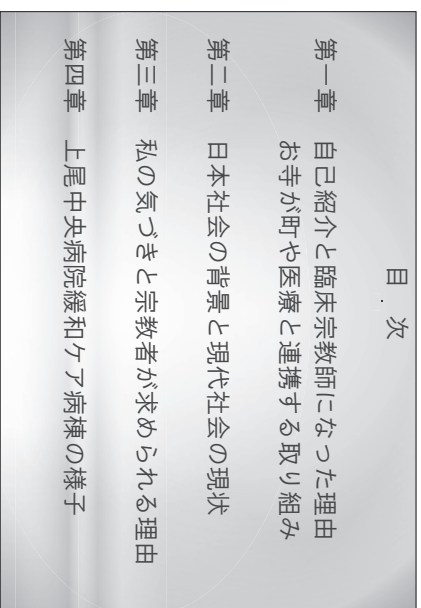 目次
第一章 自己紹介と臨床宗教師になった理由
お寺が町や医療と連携する取り組み
第二章 日本社会の背景と現代社会の現状
第三章 私の気づきと宗教者が求められる理由
第四章 上尾中央病院緩和ケア病棟の様子